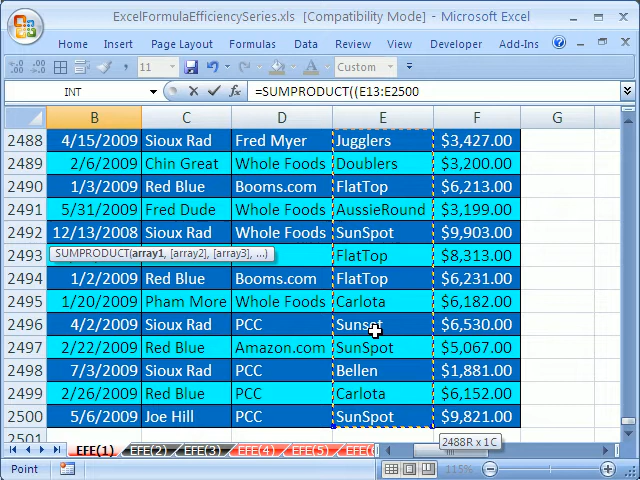 ExcelFormulaEfficiencySeries.xls [Compatibility Mode] - Microsoft Excel
Home Insert Page Layout Formulas Data Review View Developer Add-Ins
11 Custom
INT =SUMPRODUCT((E13:E2500
B C D E F G
2488 4/15/2009 Sioux Rad Fred Myer Jugglers $3,427.00
2489 2/6/2009 Chin Great Whole Foods Doublers $3,200.00
2490 1/3/2009 Red Blue Booms.com FlatTop $6,213.00
2491 5/31/2009 Fred Dude Whole Foods AussieRound $3,199.00
2492 12/13/2008 Sioux Rad Whole Foods SunSpot $9,903.00
2493 SUMPRODUCT(array1, [array2], [array3], ...) FlatTop $8,313.00
2494 1/2/2009 Red Blue Booms.com FlatTop $6,231.00
2495 1/20/2009 Pham More Whole Foods Carlota $6,182.00
2496 4/2/2009 Sioux Rad PCC Sunset $6,530.00
2497 2/22/2009 Red Blue Amazon.com SunSpot $5,067.00
2498 7/3/2009 Sioux Rad PCC Bellen $1,881.00
2499 2/26/2009 Red Blue PCC Carlota $6,152.00
2500 5/6/2009 Joe Hill PCC SunSpot $9,821.00
2501
2488R x 1C
EFE(1) EFE(2) EFE(3) EFE(4) EFE(5) EFE(6
Point 115%